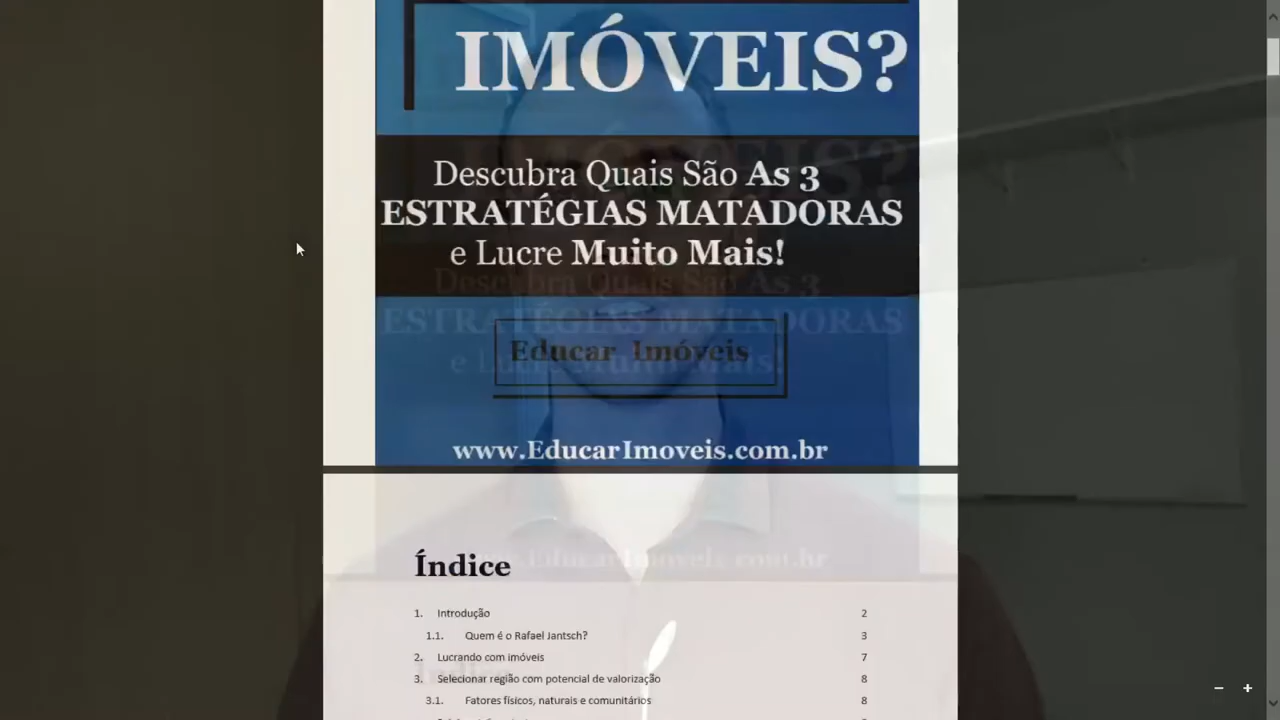 IMÓVEIS?
Descubra Quais São As 3
ESTRATÉGIAS MATADORAS
e Lucre Muito Mais!
Educar Imóveis
www.EducarImoveis.com.br
Índice
1. Introdução 2
1.1. Quem é o Rafael Jantsch? 3
2. Lucrando com imóveis 7
3. Selecionar região com potencial de valorização 8
3.1. Fatores físicos, naturais e comunitários 8